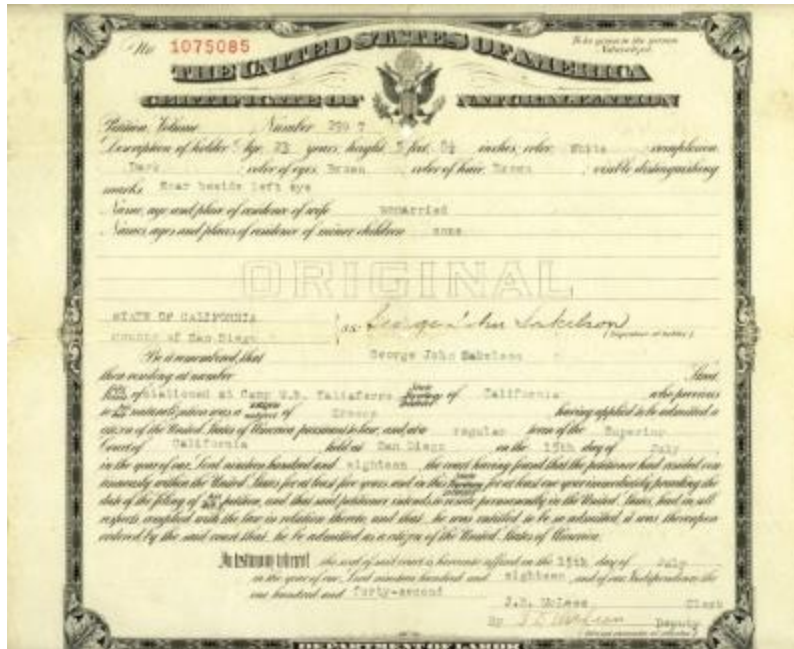 No 1075085
To be given to the person Naturalized.
THE UNITED STATES OF AMERICA
CERTIFICATE OF NATURALIZATION
Petition, Volume Number
Description of holder: Age, years; height, 5 feet, inches; color, White; complexion,
Dark; color of eyes, Brown; color of hair, Brown; visible distinguishing
marks, Scar beside left eye
Name, age and place of residence of wife unmarried
Names, ages and places of residence of minor children none
ORIGINAL
STATE OF CALIFORNIA
County of San Diego } ss: George John Sakelson
(Signature of holder)
Be it remembered, that George John Sakelson
then residing at number Street,
of stationed at Camp of California who previous
to naturalization was a subject of Greece having applied to be admitted a
citizen of the United States of America pursuant to law, and at a regular term of the Superior
Court of California held at San Diego on the 15th day of July
in the year of our Lord nineteen hundred and eighteen the court having found that the petitioner had resided con
tinuously within the United States for at least five years and in this for at least one year immediately preceding the
date of the filing of petition, and that said petitioner intends to reside permanently in the United States, had in all
respects complied with the law in relation thereto, and that he was entitled to be so admitted, it was thereupon
ordered by the said court that he be admitted as a citizen of the United States of America.
In testimony whereof the seal of said court is hereunto affixed on the 15th day of July
in the year of our Lord nineteen hundred and eighteen and of our Independence the
one hundred and forty-second
Clerk
By Deputy
DEPARTMENT OF LABOR